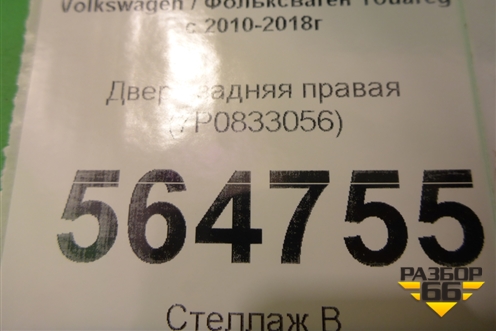 Volkswagen / Фольксваген Touareg
с 2010-2018г
Дверь задняя правая
(7P0833056)
564755
Стеллаж В
РАЗБОР
66